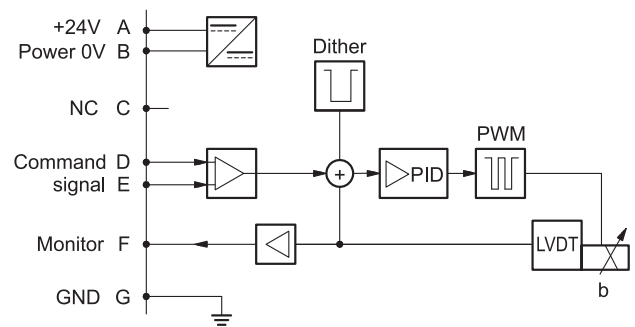 +24V A
Power 0V B
Dither
NC C
PWM
Command D
signal E
PID
Monitor F
LVDT
b
GND G